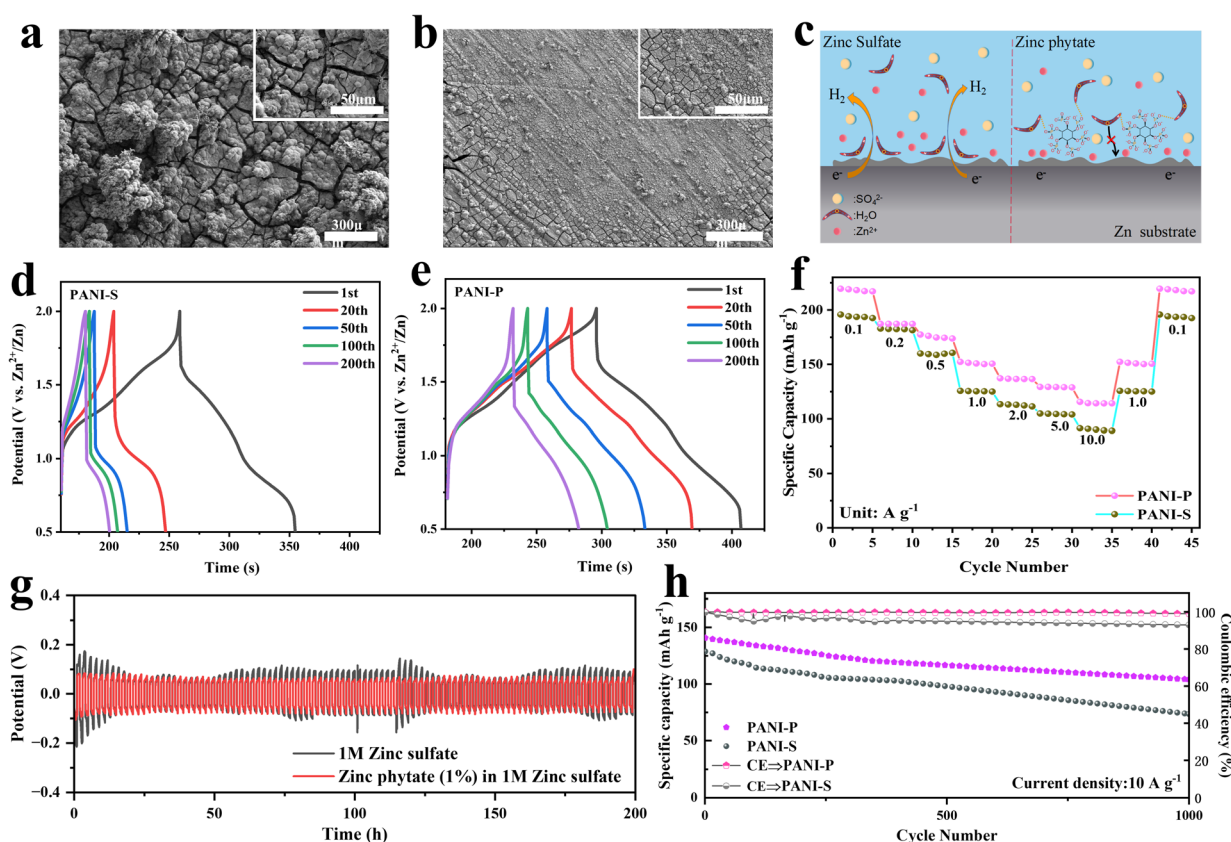 a
50μm
300μ
m
b
50μm
300μ
m
c
Zinc Sulfate
Zinc phytate
H2
H2
e-
e-
e-
e-
:SO₄²⁻
:H₂O
:Zn²⁺
Zn substrate
d
PANI-S
1st
20th
50th
100th
200th
2.0
1.5
1.0
0.5
200
250
300
350
400
Potential (V vs. Zn²⁺/Zn)
Time (s)
e
PANI-P
1st
20th
50th
100th
200th
2.0
1.5
1.0
0.5
200
250
300
350
400
Potential (V vs. Zn²⁺/Zn)
Time (s)
f
200
150
100
50
0
0.1
0.2
0.5
1.0
2.0
5.0
10.0
1.0
0.1
PANI-P
PANI-S
Unit: A g⁻¹
0 5 10 15 20 25 30 35 40 45
Specific Capacity (mAh g⁻¹)
Cycle Number
g
0.4
0.2
0.0
−0.2
−0.4
1M Zinc sulfate
Zinc phytate (1%) in 1M Zinc sulfate
0 50 100 150 200
Potential (V)
Time (h)
h
150
100
50
0
100
80
60
40
20
0
PANI-P
PANI-S
CE⇒PANI-P
CE⇒PANI-S
Current density:10 A g⁻¹
0 500 1000
Specific capacity (mAh g⁻¹)
Coulombic efficiency (%)
Cycle Number